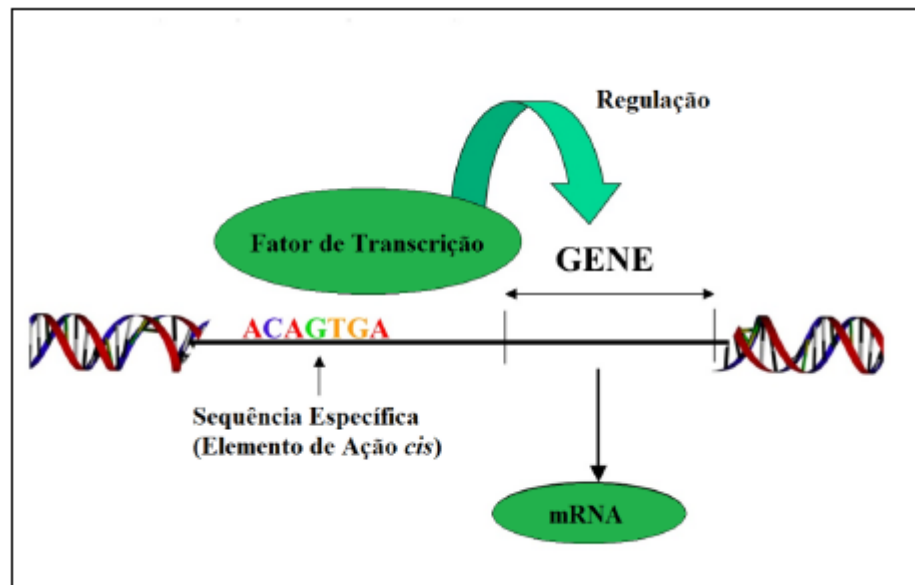 Regulação
Fator de Transcrição
GENE
ACAGTGA
Sequência Específica
(Elemento de Ação cis)
mRNA